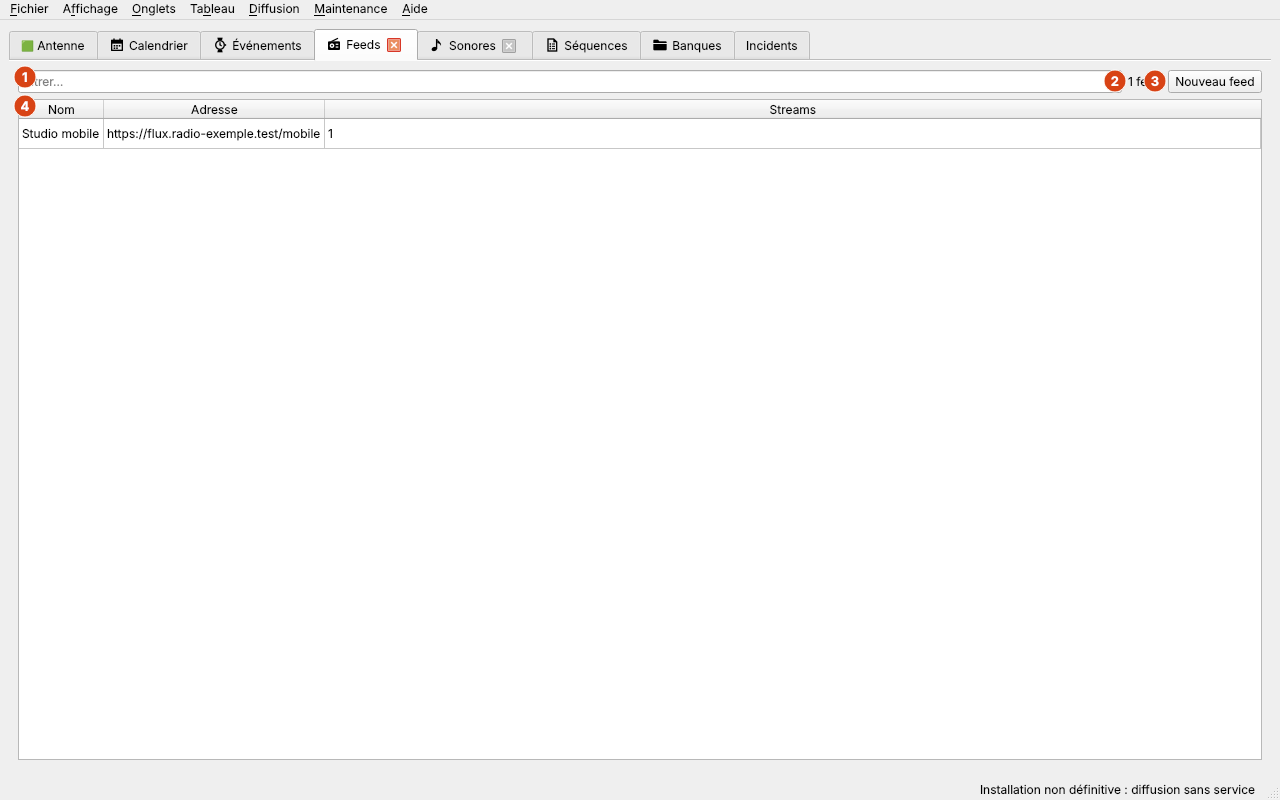 Fichier Affichage Onglets Tableau Diffusion Maintenance Aide
Antenne Calendrier Événements Feeds Sonores Séquences Banques Incidents
1 trer... 2 1 fe 3 Nouveau feed
4 Nom Adresse Streams
Studio mobile https://flux.radio-exemple.test/mobile 1
Installation non définitive : diffusion sans service